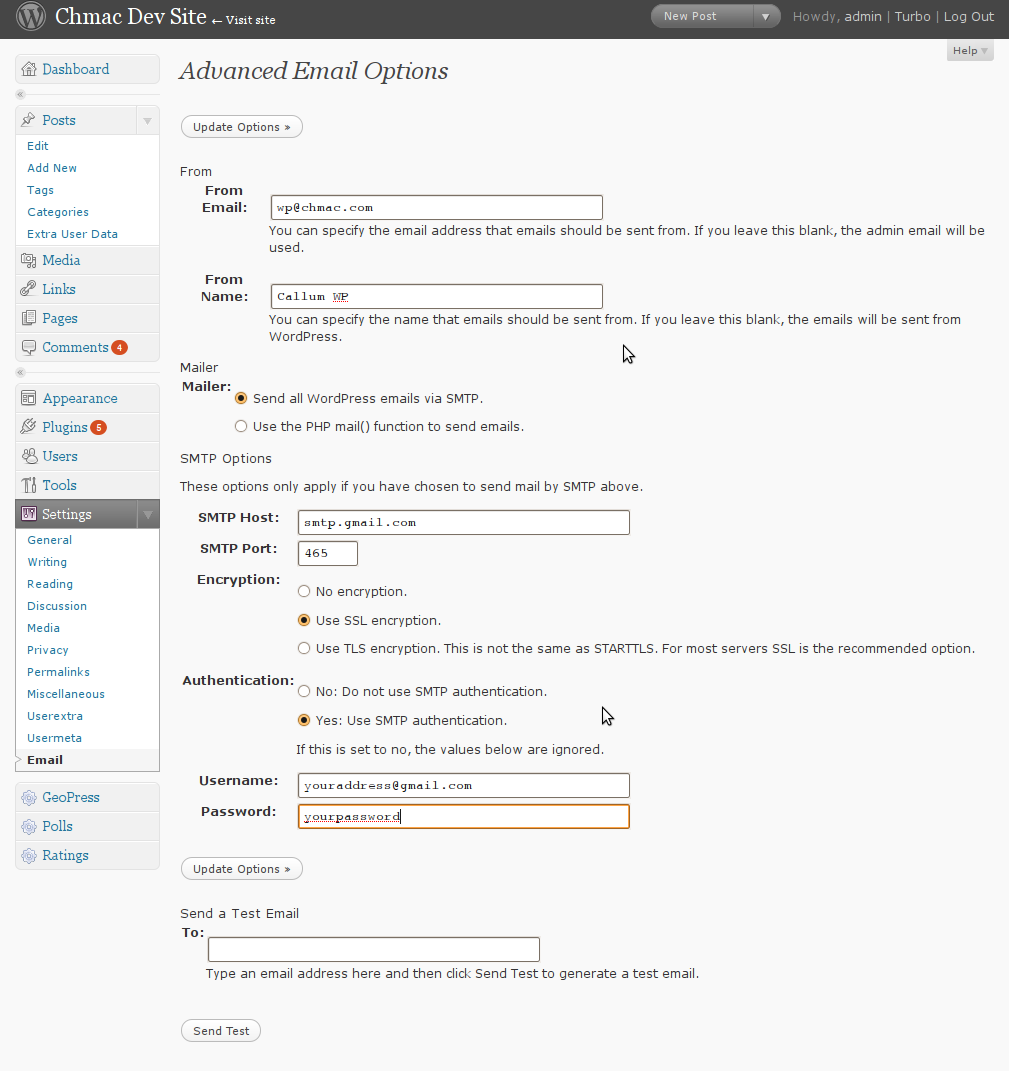 Chmac Dev Site ← Visit site
New Post
Howdy, admin | Turbo | Log Out
Help
Dashboard
Posts
Edit
Add New
Tags
Categories
Extra User Data
Media
Links
Pages
Comments 4
Appearance
Plugins 5
Users
Tools
Settings
General
Writing
Reading
Discussion
Media
Privacy
Permalinks
Miscellaneous
Userextra
Usermeta
Email
GeoPress
Polls
Ratings
Advanced Email Options
Update Options »
From
From
Email:
wp@chmac.com
You can specify the email address that emails should be sent from. If you leave this blank, the admin email will be
used.
From
Name:
Callum WP
You can specify the name that emails should be sent from. If you leave this blank, the emails will be sent from
WordPress.
Mailer
Mailer:
Send all WordPress emails via SMTP.
Use the PHP mail() function to send emails.
SMTP Options
These options only apply if you have chosen to send mail by SMTP above.
SMTP Host: smtp.gmail.com
SMTP Port: 465
Encryption:
No encryption.
Use SSL encryption.
Use TLS encryption. This is not the same as STARTTLS. For most servers SSL is the recommended option.
Authentication:
No: Do not use SMTP authentication.
Yes: Use SMTP authentication.
If this is set to no, the values below are ignored.
Username: youraddress@gmail.com
Password: yourpassword
Update Options »
Send a Test Email
To:
Type an email address here and then click Send Test to generate a test email.
Send Test